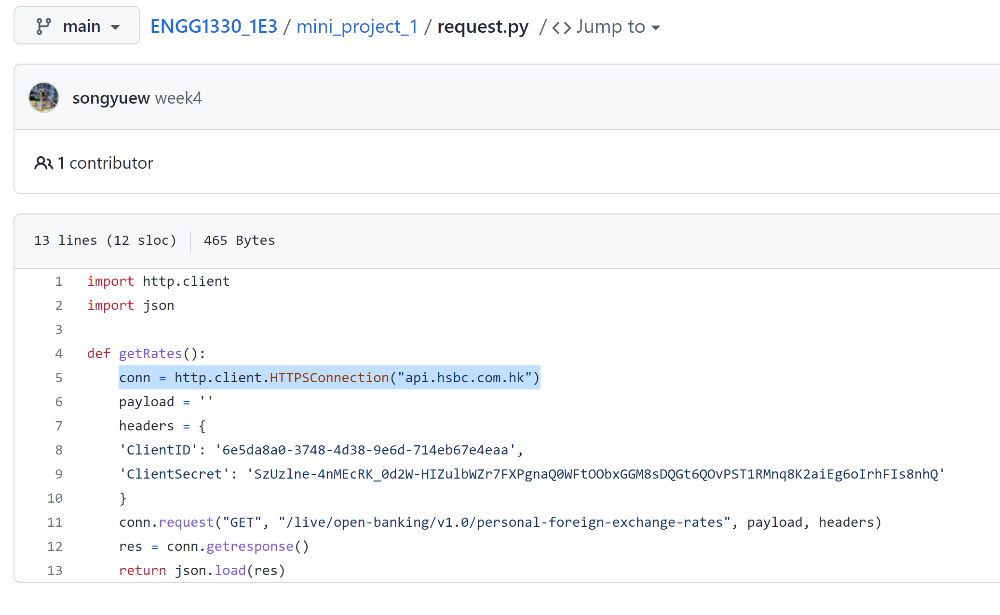 main
ENGG1330_1E3 / mini_project_1 / request.py / <> Jump to
songyuew week4
1 contributor
13 lines (12 sloc) | 465 Bytes
1 import http.client
2 import json
3
4 def getRates():
5     conn = http.client.HTTPSConnection("api.hsbc.com.hk")
6     payload = ''
7     headers = {
8     'ClientID': '6e5da8a0-3748-4d38-9e6d-714eb67e4eaa',
9     'ClientSecret': 'SzUzlne-4nMEcRK_0d2W-HIZulbWZr7FXPgnaQ0WFtOObxGGM8sDQGt6QOvPST1RMnq8K2aiEg6oIrhFIs8nhQ'
10     }
11     conn.request("GET", "/live/open-banking/v1.0/personal-foreign-exchange-rates", payload, headers)
12     res = conn.getresponse()
13     return json.load(res)